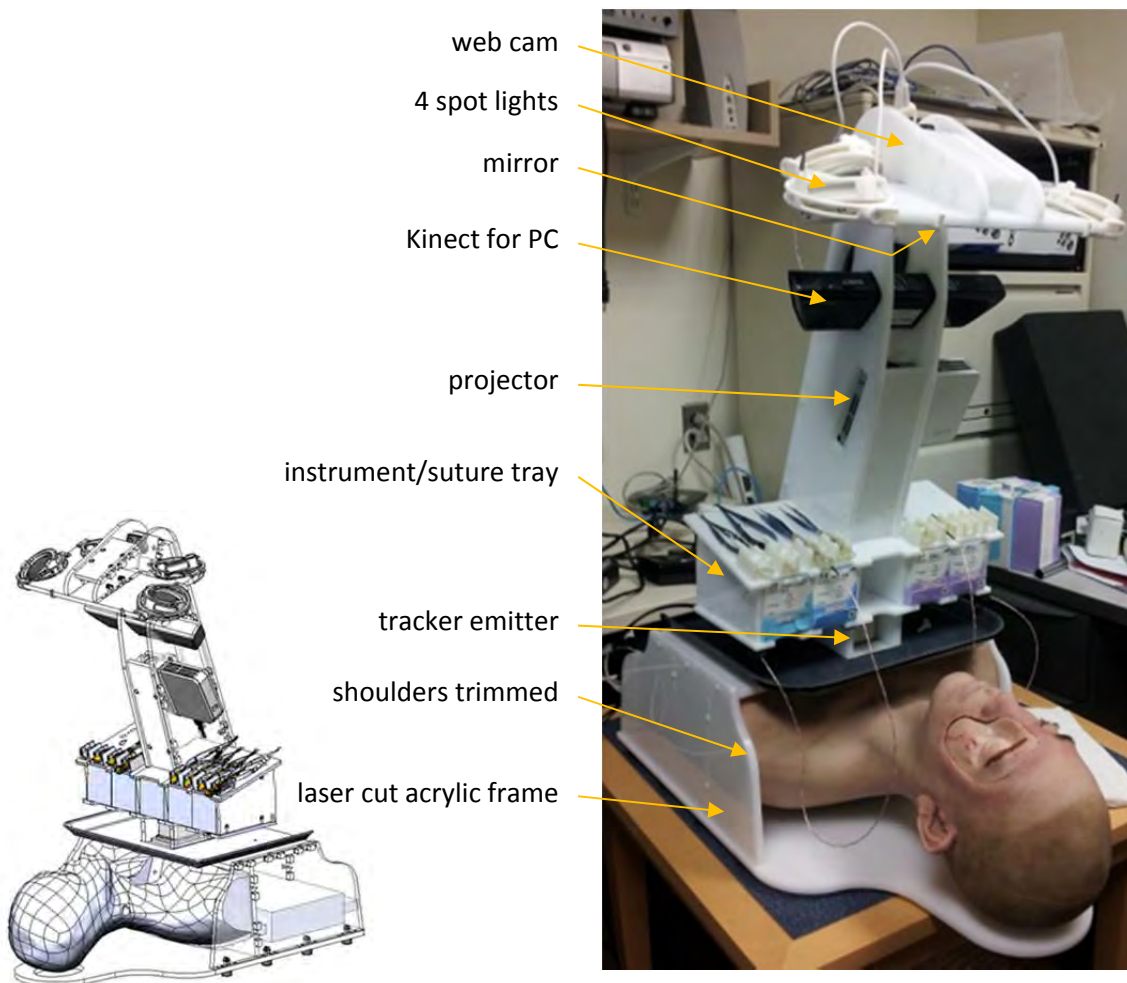 web cam
4 spot lights
mirror
Kinect for PC
projector
instrument/suture tray
tracker emitter
shoulders trimmed
laser cut acrylic frame